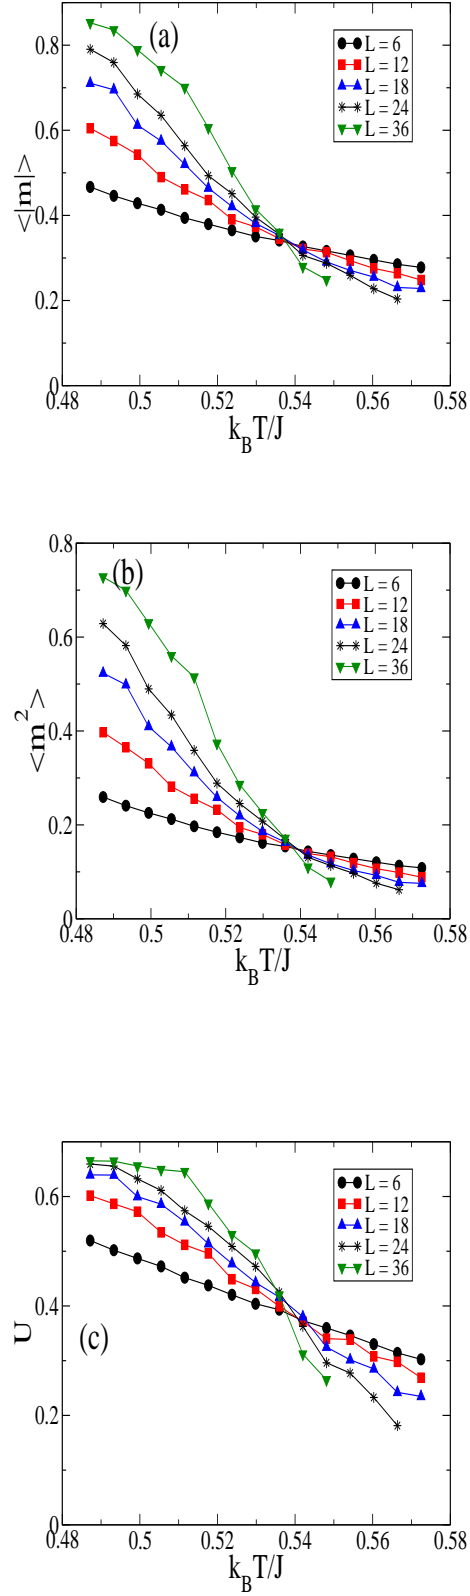 (a)
L = 6
L = 12
L = 18
L = 24
L = 36
<|m|>
0.8
0.6
0.4
0.2
0
0.48 0.5 0.52 0.54 0.56 0.58
k_B T/J
(b)
L = 6
L = 12
L = 18
L = 24
L = 36
<m²>
0.8
0.6
0.4
0.2
0
0.48 0.5 0.52 0.54 0.56 0.58
k_B T/J
L = 6
L = 12
L = 18
L = 24
L = 36
U
(c)
0.6
0.4
0.2
0
0.48 0.5 0.52 0.54 0.56 0.58
k_B T/J